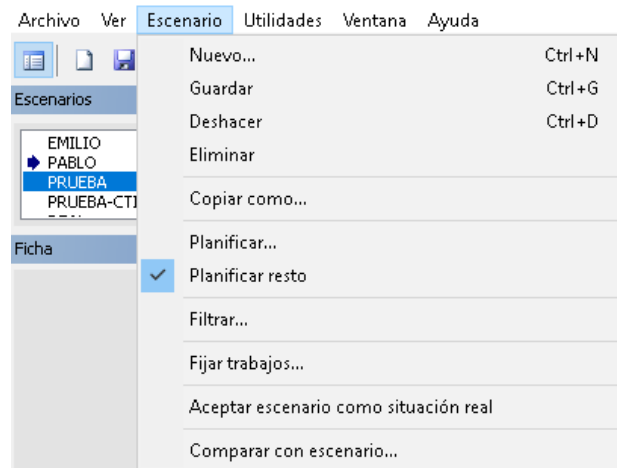 Archivo Ver Escenario Utilidades Ventana Ayuda
Nuevo... Ctrl+N
Guardar Ctrl+G
Deshacer Ctrl+D
Eliminar
Copiar como...
Planificar...
Planificar resto
Filtrar...
Fijar trabajos...
Aceptar escenario como situación real
Comparar con escenario...
Escenarios
EMILIO
PABLO
PRUEBA
PRUEBA-CTI
Ficha